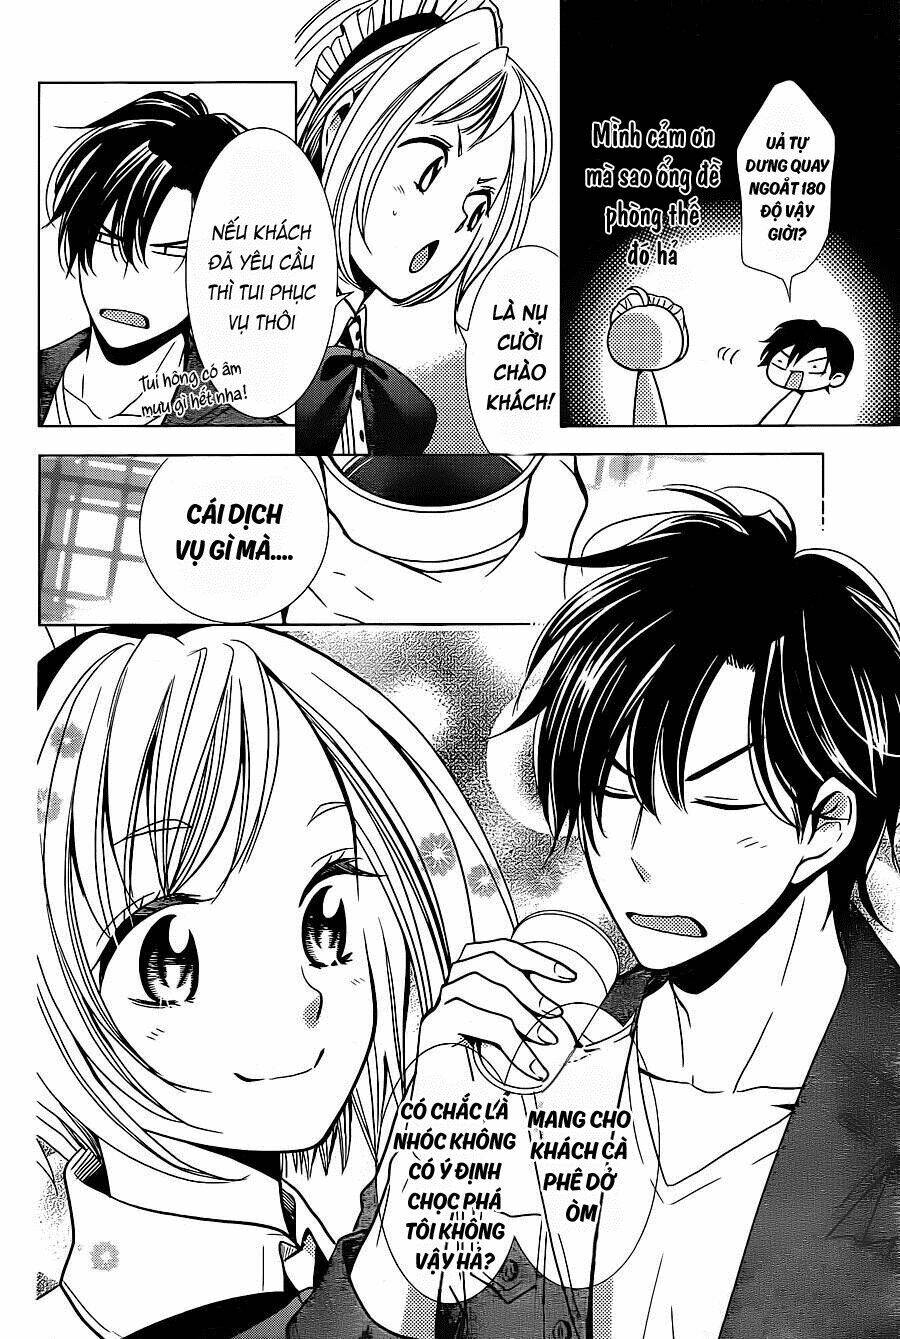 UẢ TỰ
DƯNG QUAY
NGOẮT 180
ĐỘ VẬY
GIỜI?
Mình cảm ơn
mà sao ổng đề
phòng thế
đó hả
LÀ NỤ
CƯỜI
CHÀO
KHÁCH!
NẾU KHÁCH
ĐÃ YÊU CẦU
THÌ TUI PHỤC
VỤ THÔI
Tui hông có âm
mưu gì hết nha!
CÁI DỊCH
VỤ GÌ MÀ....
MANG CHO
KHÁCH CÀ
PHÊ DỞ
ÒM
CÓ CHẮC LÀ
NHÓC KHÔNG
CÓ Ý ĐỊNH
CHỌC PHÁ
TÔI KHÔNG
VẬY HẢ?